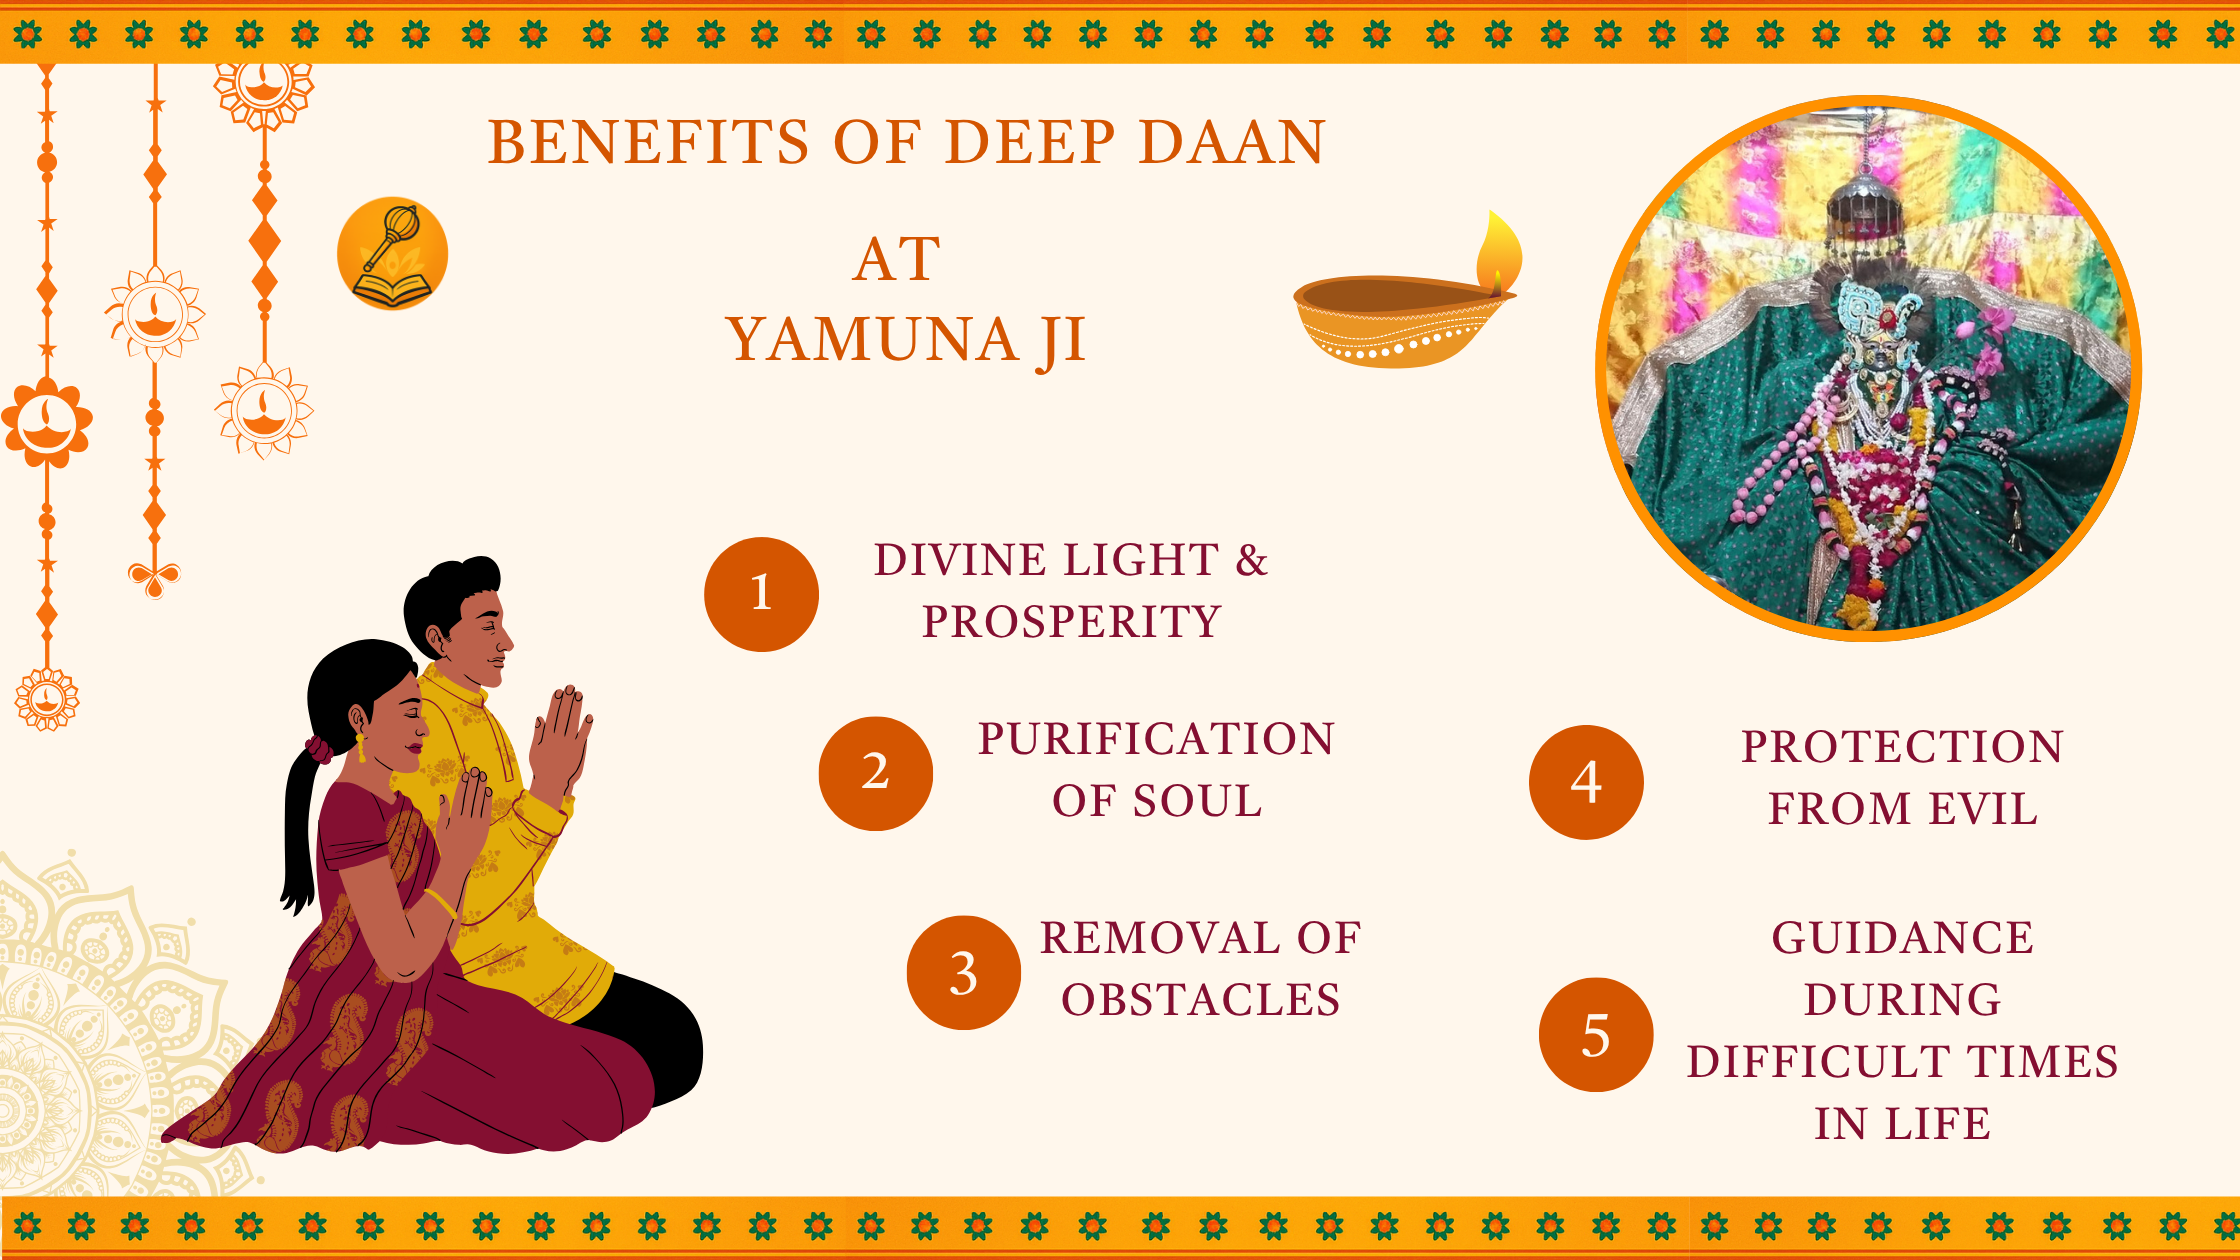 BENEFITS OF DEEP DAAN
AT
YAMUNA JI
1
DIVINE LIGHT &
PROSPERITY
2
PURIFICATION
OF SOUL
3
REMOVAL OF
OBSTACLES
4
PROTECTION
FROM EVIL
5
GUIDANCE
DURING
DIFFICULT TIMES
IN LIFE